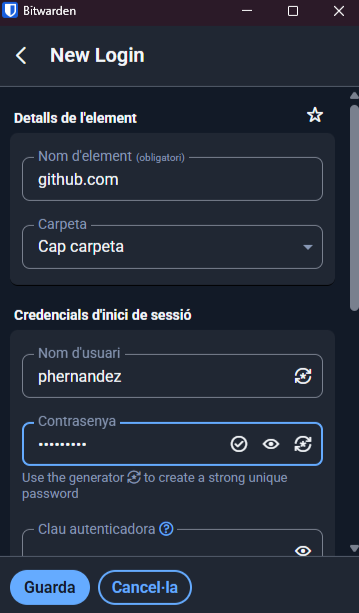 Bitwarden
New Login
Detalls de l'element
Nom d'element (obligatori)
github.com
Carpeta
Cap carpeta
Credencials d'inici de sessió
Nom d'usuari
phernandez
Contrasenya
•••••••••
Use the generator to create a strong unique
password
Clau autenticadora
Guarda
Cancel·la